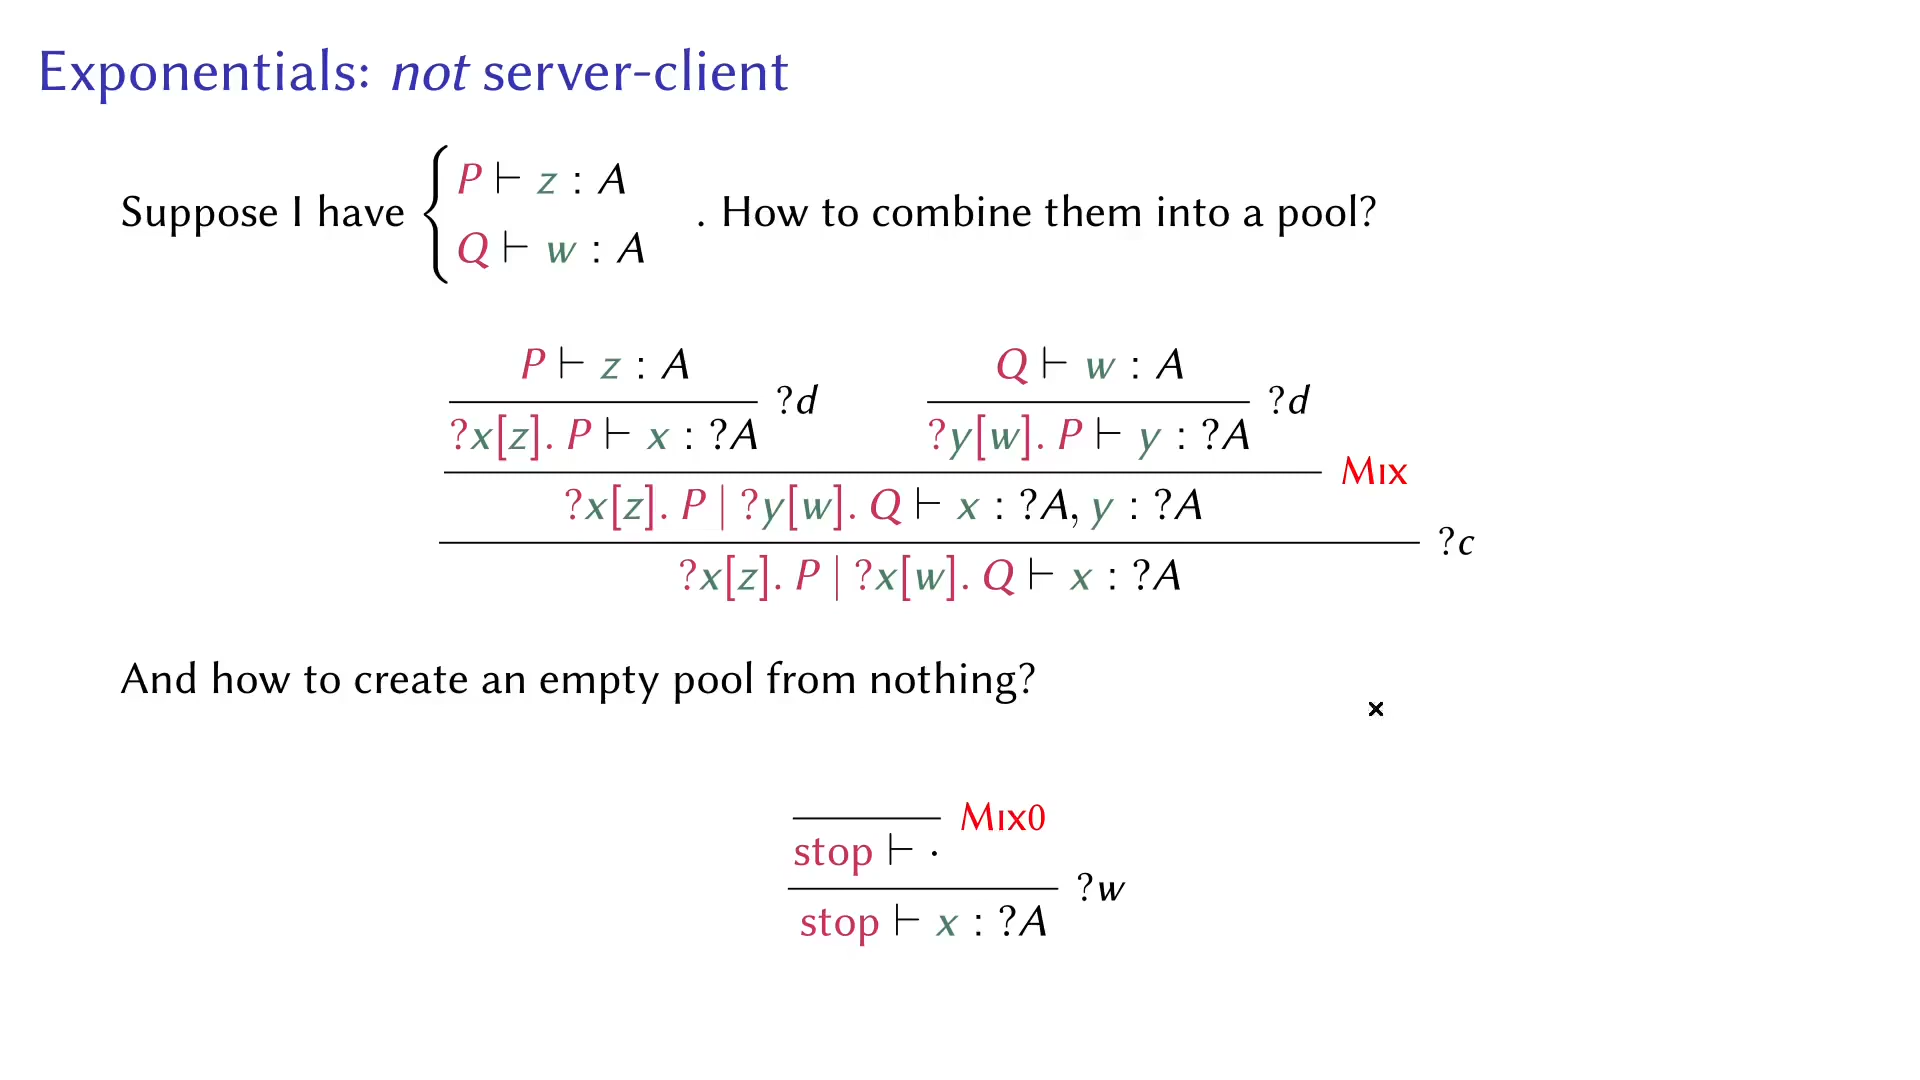 Exponentials: not server-client
P ⊢ z : A
Suppose I have { . How to combine them into a pool?
Q ⊢ w : A
P ⊢ z : A Q ⊢ w : A
?d ?d
?x[z]. P ⊢ x : ?A ?y[w]. P ⊢ y : ?A
Mix
?x[z]. P | ?y[w]. Q ⊢ x : ?A, y : ?A
?c
?x[z]. P | ?x[w]. Q ⊢ x : ?A
And how to create an empty pool from nothing?
Mix0
stop ⊢ ·
?w
stop ⊢ x : ?A